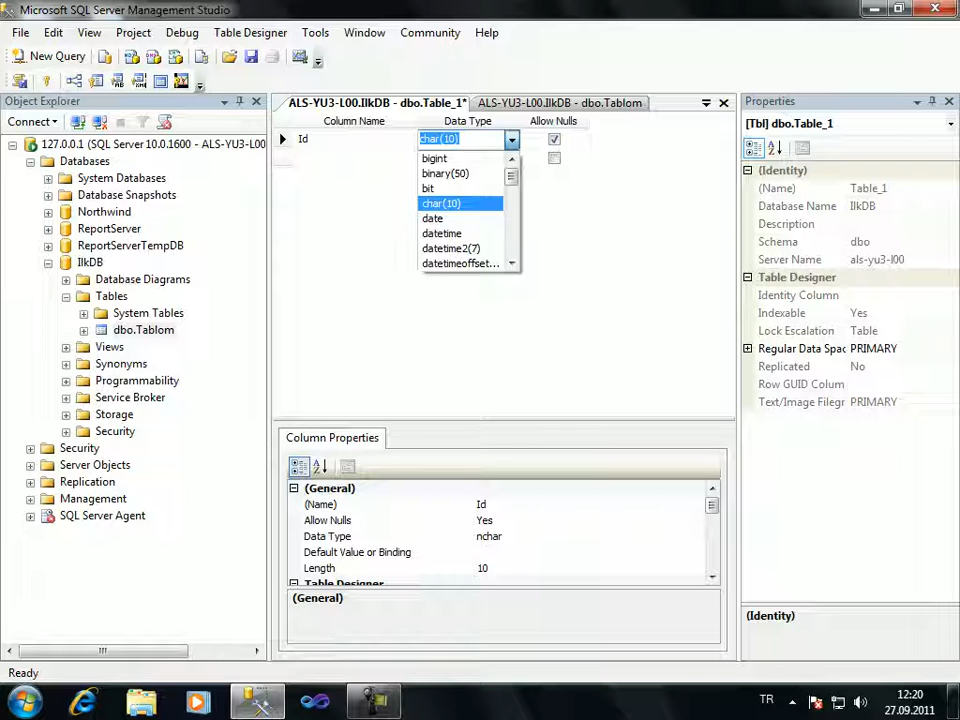 Microsoft SQL Server Management Studio
File Edit View Project Debug Table Designer Tools Window Community Help
New Query
Object Explorer
Connect
127.0.0.1 (SQL Server 10.0.1600 - ALS-YU3-L00
Databases
System Databases
Database Snapshots
Northwind
ReportServer
ReportServerTempDB
IlkDB
Database Diagrams
Tables
System Tables
dbo.Tablom
Views
Synonyms
Programmability
Service Broker
Storage
Security
Security
Server Objects
Replication
Management
SQL Server Agent
ALS-YU3-L00.IlkDB - dbo.Table_1*
ALS-YU3-L00.IlkDB - dbo.Tablom
Column Name Data Type Allow Nulls
Id char(10)
bigint
binary(50)
bit
char(10)
date
datetime
datetime2(7)
datetimeoffset...
Column Properties
(General)
(Name) Id
Allow Nulls Yes
Data Type nchar
Default Value or Binding
Length 10
Table Designer
(General)
Properties
[Tbl] dbo.Table_1
(Identity)
(Name) Table_1
Database Name IlkDB
Description
Schema dbo
Server Name als-yu3-l00
Table Designer
Identity Column
Indexable Yes
Lock Escalation Table
Regular Data Spac PRIMARY
Replicated No
Row GUID Colum
Text/Image Filegr PRIMARY
(Identity)
Ready
TR
12:20
27.09.2011